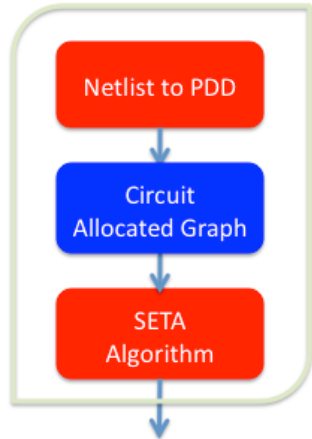 Netlist to PDD
Circuit
Allocated Graph
SETA
Algorithm